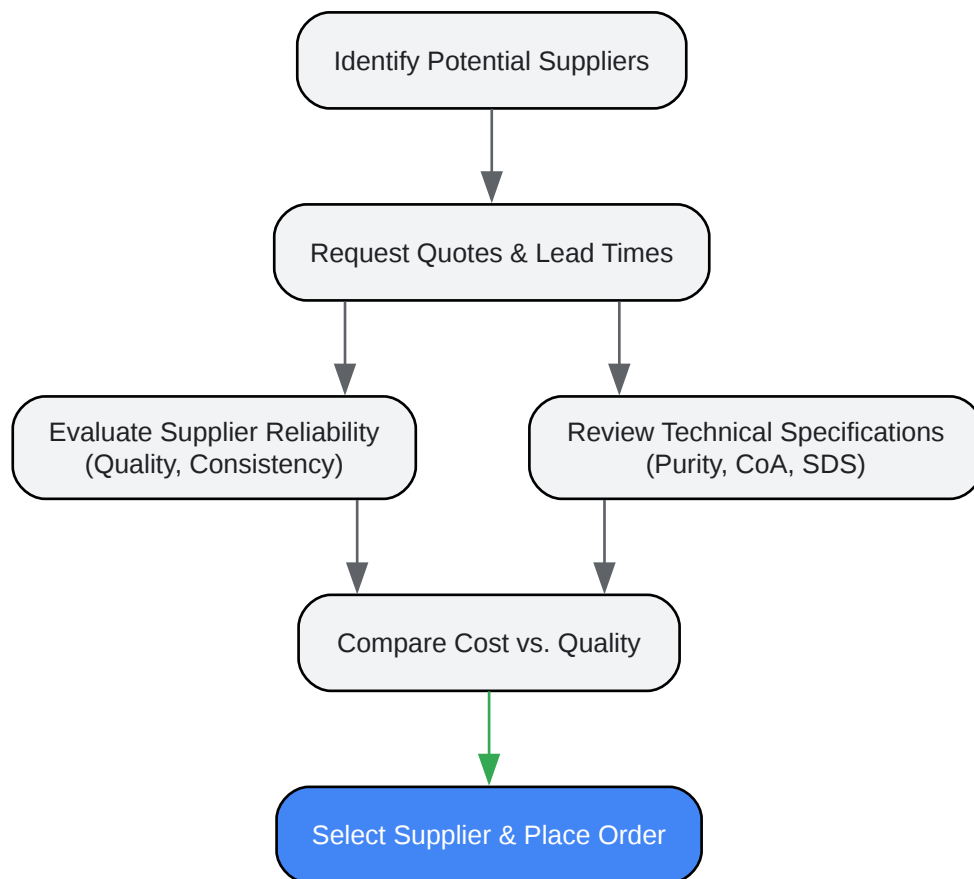 Identify Potential Suppliers
Request Quotes & Lead Times
Evaluate Supplier Reliability
(Quality, Consistency)
Review Technical Specifications
(Purity, CoA, SDS)
Compare Cost vs. Quality
Select Supplier & Place Order